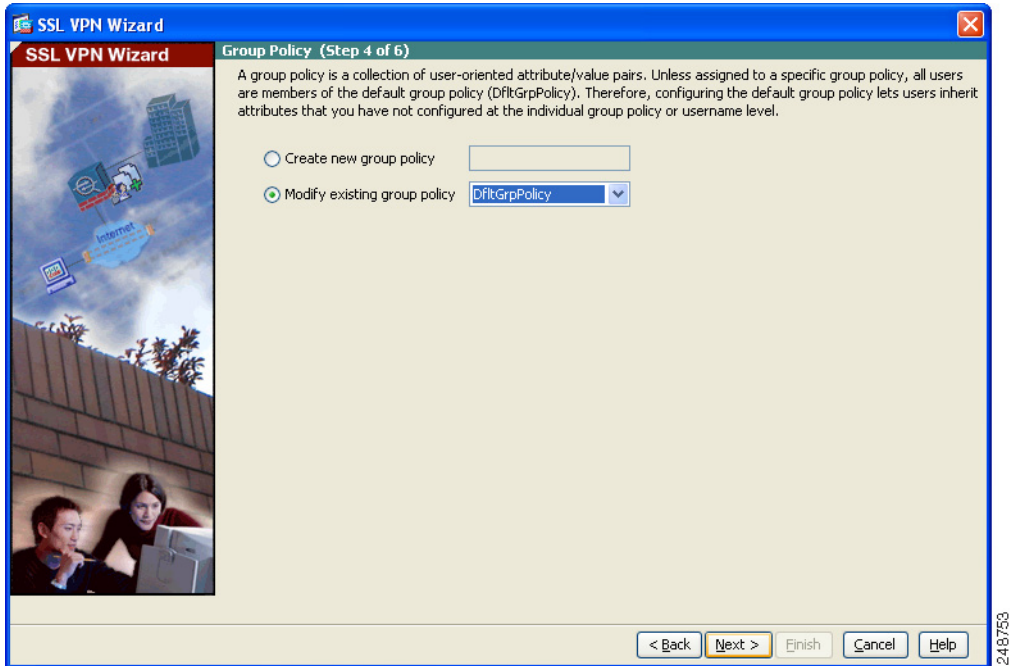 SSL VPN Wizard
SSL VPN Wizard
Group Policy (Step 4 of 6)
A group policy is a collection of user-oriented attribute/value pairs. Unless assigned to a specific group policy, all users
are members of the default group policy (DfltGrpPolicy). Therefore, configuring the default group policy lets users inherit
attributes that you have not configured at the individual group policy or username level.
Create new group policy
Modify existing group policy DfltGrpPolicy
Internet
< Back Next > Finish Cancel Help
248753